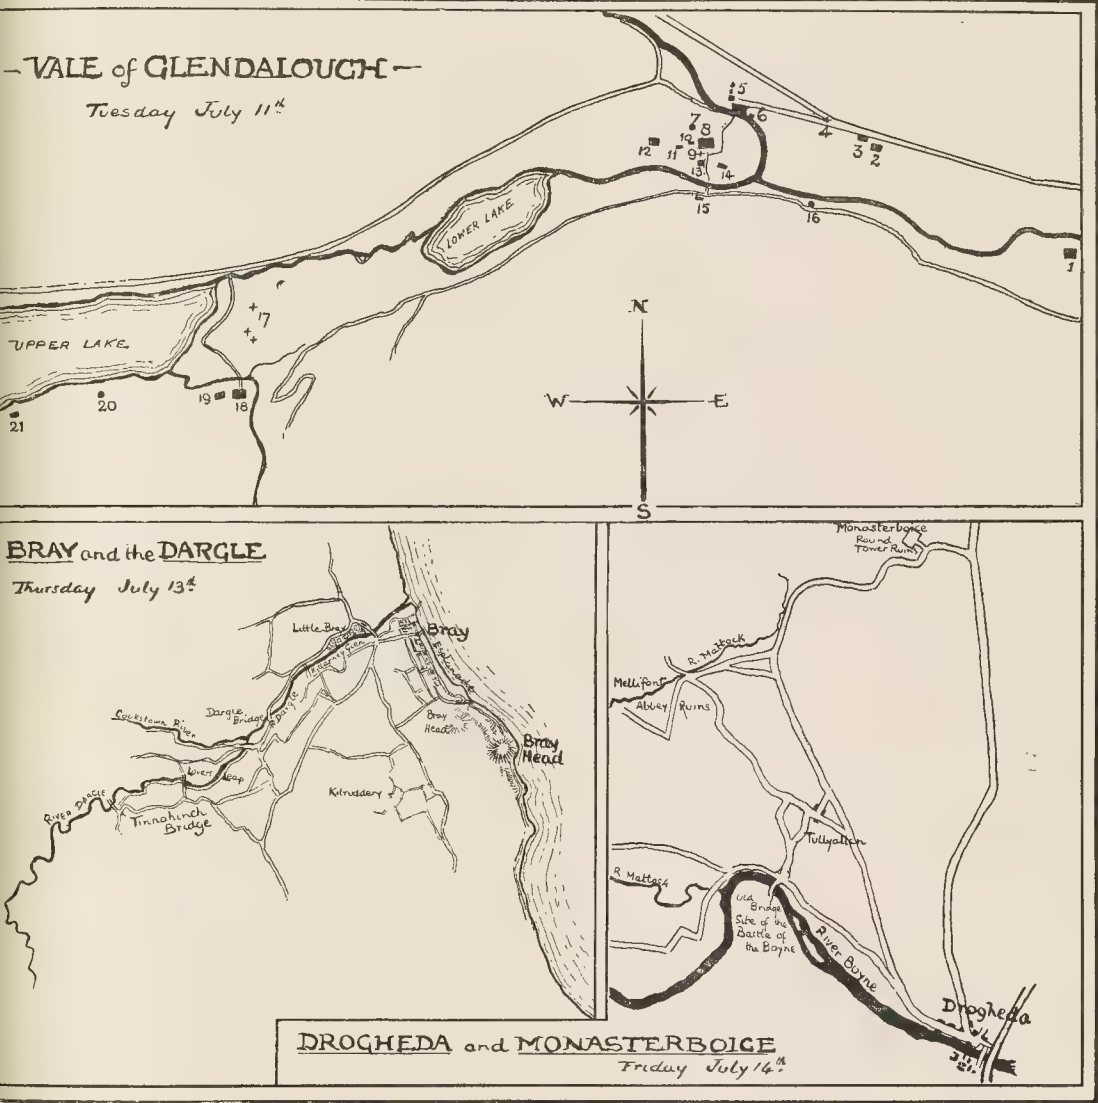 VALE of GLENDALOUGH
Tuesday July 11th
5
6
4
7
8
3
2
10
12
11
9
13
14
15
16
1
LOWER LAKE
17
UPPER LAKE
19
18
20
21
N
W
E
S
BRAY and the DARGLE
Thursday July 13th
Little Bray
Bray
Esplanade
Killarney Glen
Dargle
Bridge
R. Dargle
Cookstown River
Bray
Head
Bray
Head
Lovers Leap
Kilruddery
RIVER DARGLE
Tinnahinch
Bridge
Monasterboice
Round
Tower Ruins
R. Mattock
Mellifont
Abbey Ruins
Tullyallen
R. Mattock
Old
Bridge
Site of the
Battle of
the Boyne
River Boyne
Drogheda
DROGHEDA and MONASTERBOICE
Friday July 14th